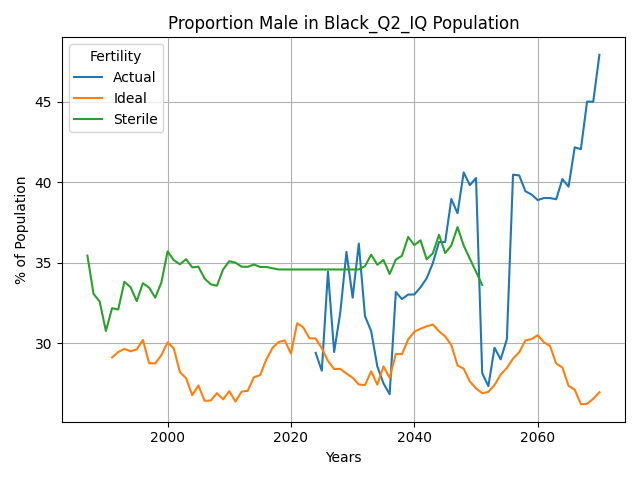 Proportion Male in Black_Q2_IQ Population
% of Population
45
40
35
30
Fertility
Actual
Ideal
Sterile
2000
2020
2040
2060
Years